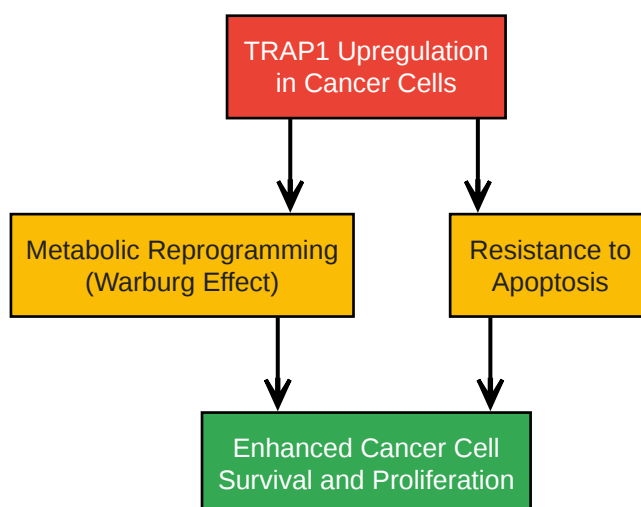 TRAP1 Upregulation
in Cancer Cells
Metabolic Reprogramming
(Warburg Effect)
Resistance to
Apoptosis
Enhanced Cancer Cell
Survival and Proliferation